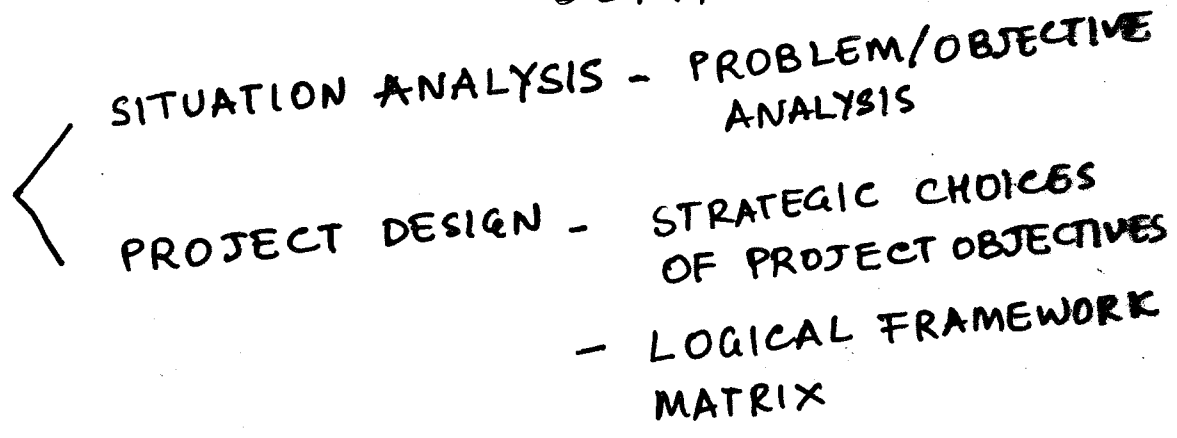 SITUATION ANALYSIS - PROBLEM/OBJECTIVE
ANALYSIS
PROJECT DESIGN - STRATEGIC CHOICES
OF PROJECT OBJECTIVES
- LOGICAL FRAMEWORK
MATRIX